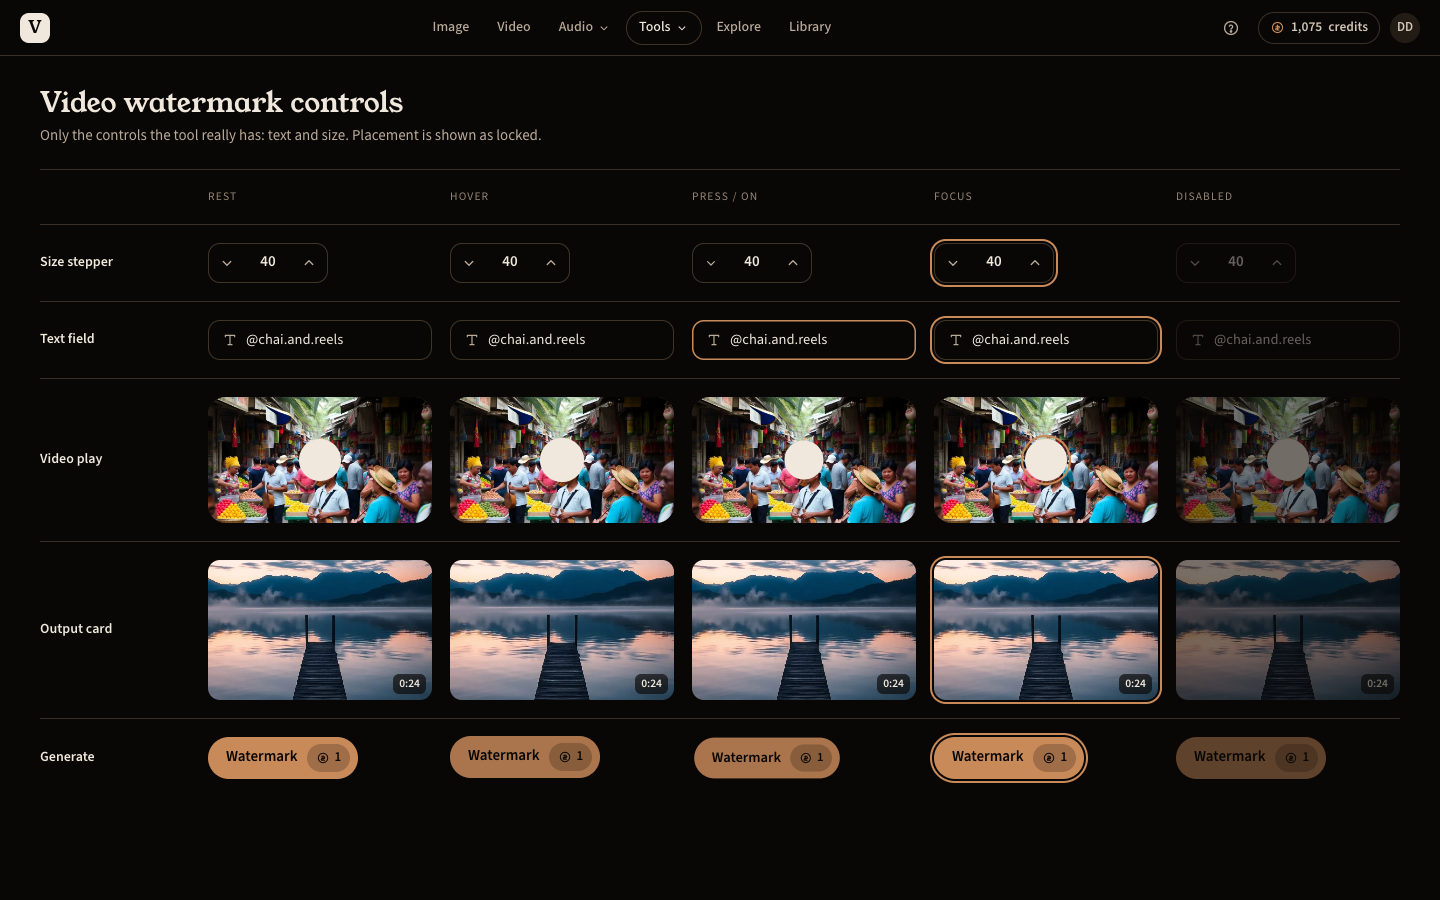 V
Image Video Audio Tools Explore Library
1,075 credits
DD
Video watermark controls
Only the controls the tool really has: text and size. Placement is shown as locked.
REST HOVER PRESS / ON FOCUS DISABLED
Size stepper 40 40 40 40 40
Text field @chai.and.reels @chai.and.reels @chai.and.reels @chai.and.reels @chai.and.reels
Video play
Output card 0:24 0:24 0:24 0:24 0:24
Generate Watermark 1 Watermark 1 Watermark 1 Watermark 1 Watermark 1